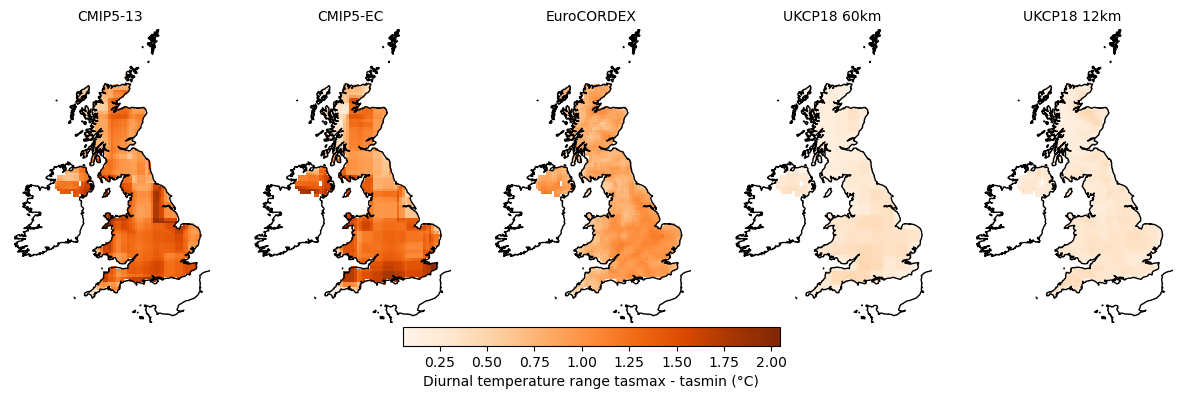 CMIP5-13
CMIP5-EC
EuroCORDEX
UKCP18 60km
UKCP18 12km
0.25 0.50 0.75 1.00 1.25 1.50 1.75 2.00
Diurnal temperature range tasmax - tasmin (°C)